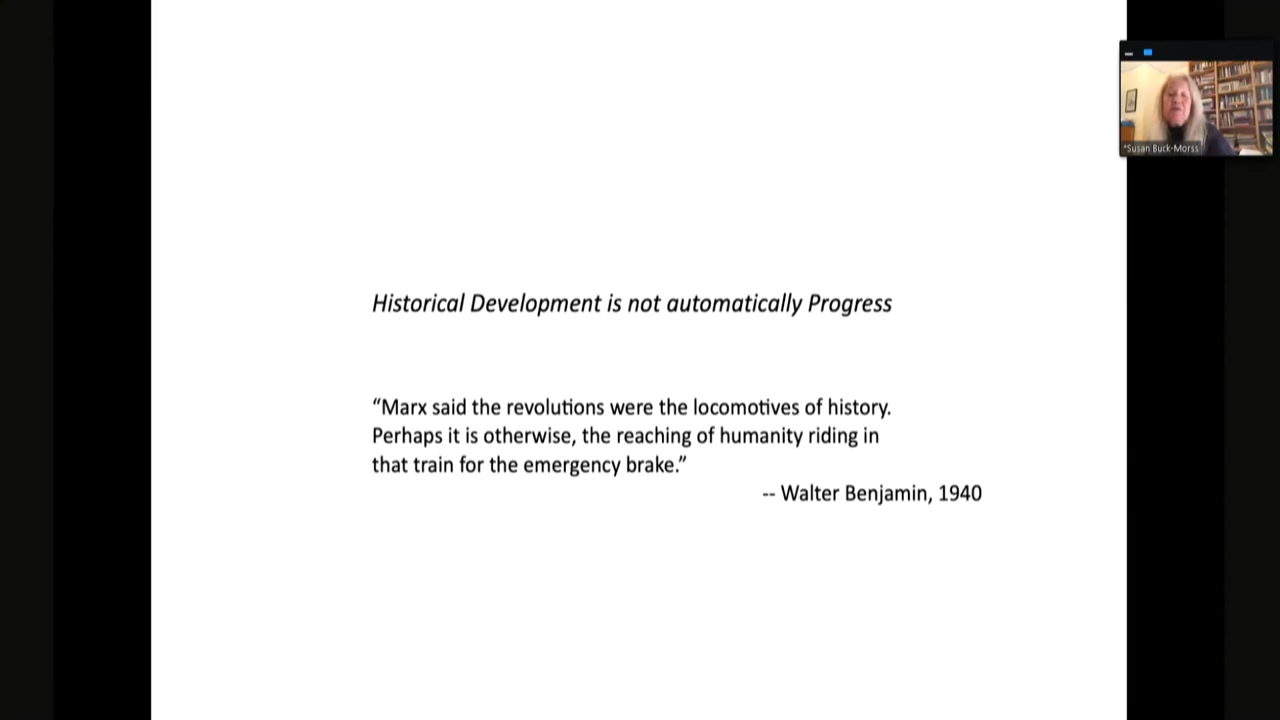 *Susan Buck-Morss
Historical Development is not automatically Progress
“Marx said the revolutions were the locomotives of history.
Perhaps it is otherwise, the reaching of humanity riding in
that train for the emergency brake.”
-- Walter Benjamin, 1940